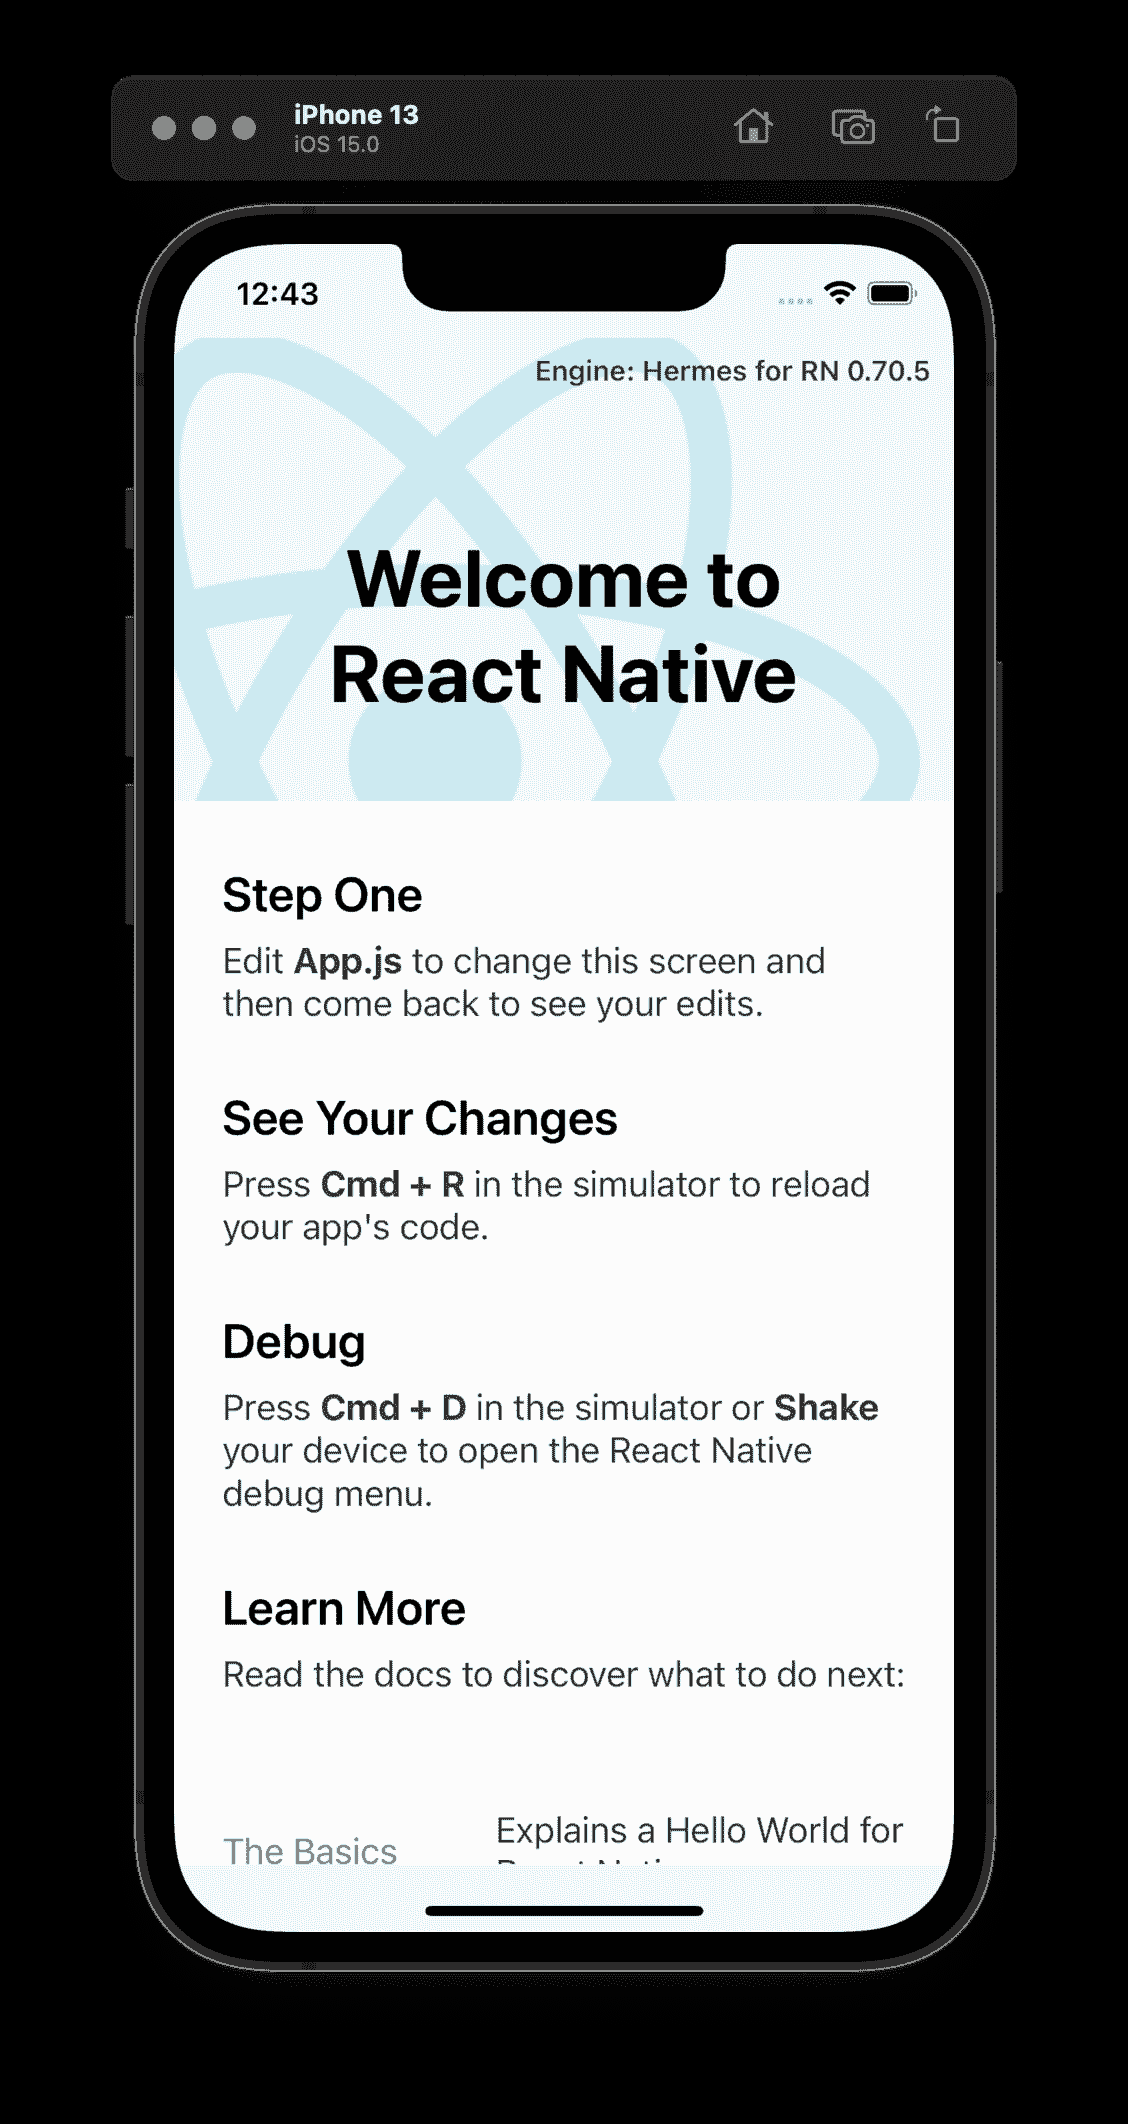 iPhone 13
iOS 15.0
12:43
Engine: Hermes for RN 0.70.5
Welcome to
React Native
Step One
Edit App.js to change this screen and
then come back to see your edits.
See Your Changes
Press Cmd + R in the simulator to reload
your app's code.
Debug
Press Cmd + D in the simulator or Shake
your device to open the React Native
debug menu.
Learn More
Read the docs to discover what to do next:
The Basics
Explains a Hello World for